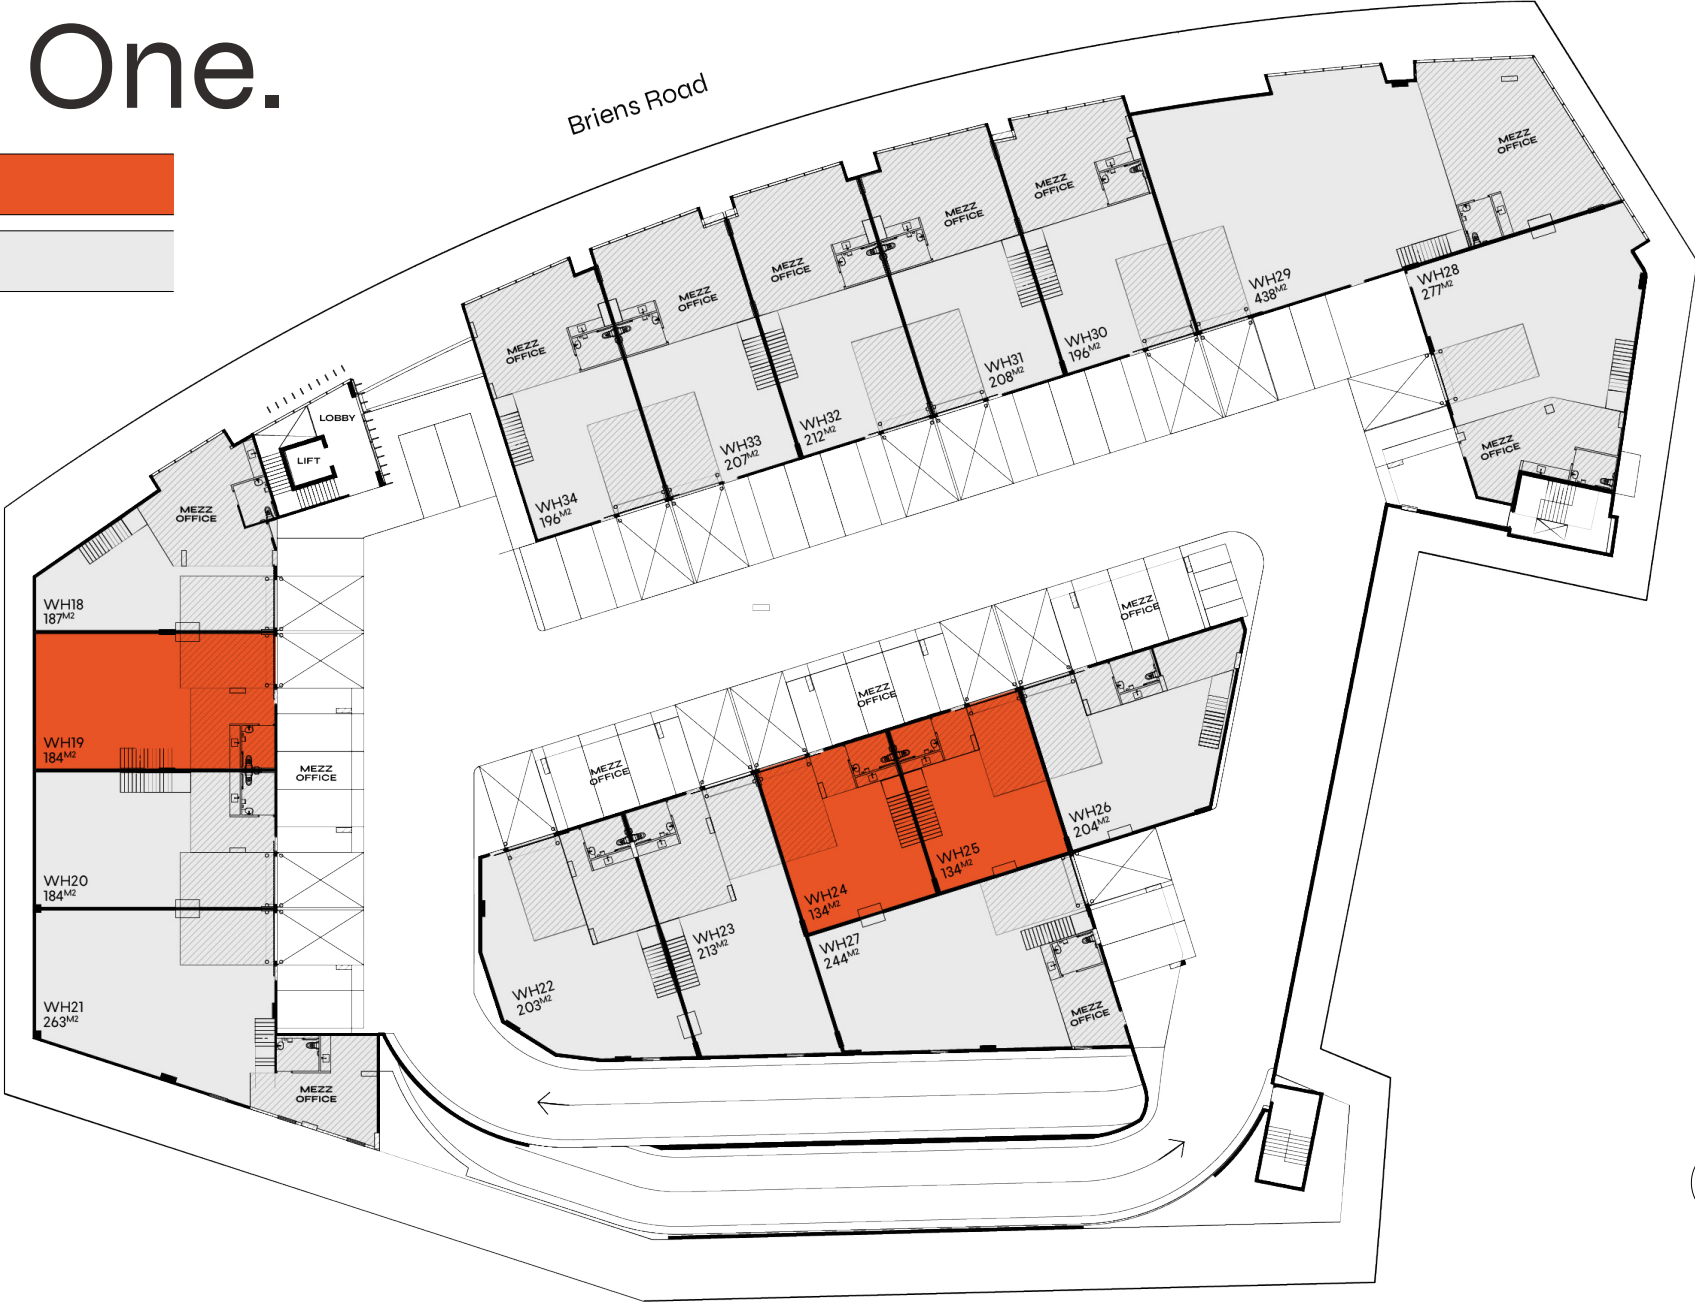 One.
Briens Road
MEZZ
OFFICE
WH29
438M2
WH28
277M2
MEZZ
OFFICE
MEZZ
OFFICE
WH30
196M2
MEZZ
OFFICE
WH31
208M2
MEZZ
OFFICE
WH32
212M2
MEZZ
OFFICE
WH33
207M2
MEZZ
OFFICE
WH34
196M2
LOBBY
LIFT
MEZZ
OFFICE
WH18
187M2
WH19
184M2
MEZZ
OFFICE
WH20
184M2
WH21
263M2
MEZZ
OFFICE
MEZZ
OFFICE
MEZZ
OFFICE
MEZZ
OFFICE
MEZZ
OFFICE
WH22
203M2
WH23
213M2
WH24
134M2
WH25
134M2
WH26
204M2
WH27
244M2
MEZZ
OFFICE